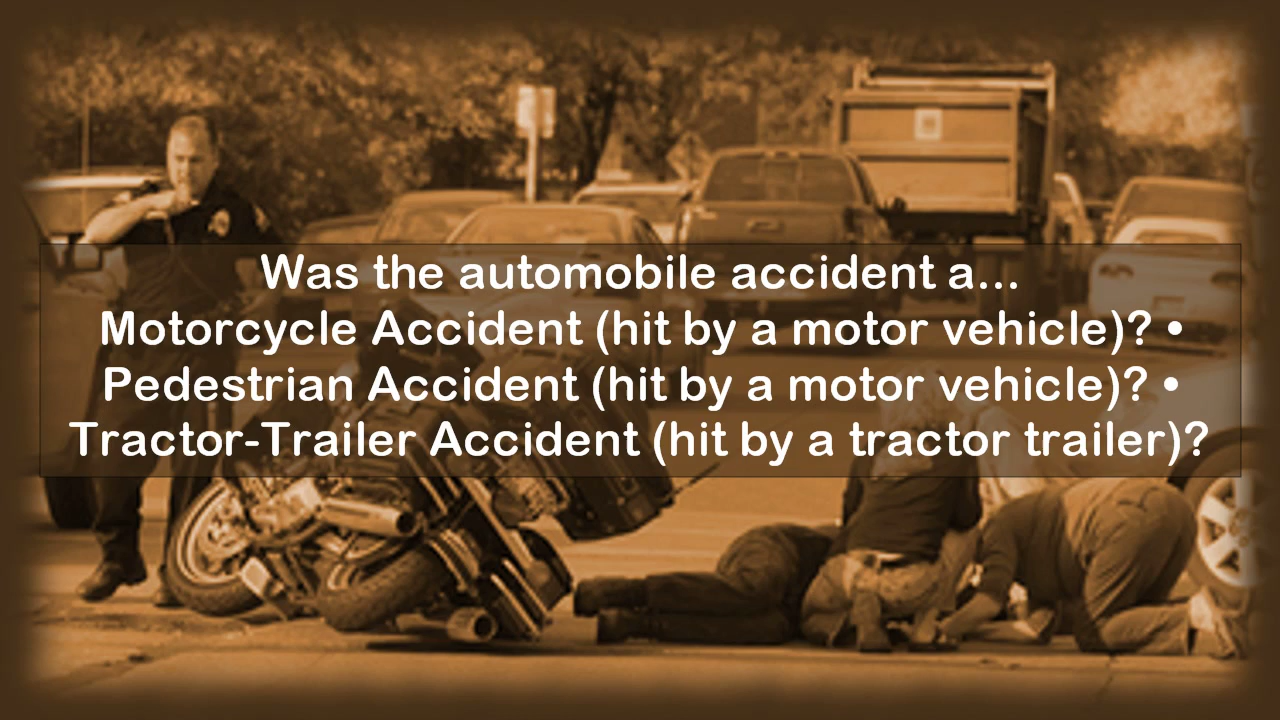 Was the automobile accident a...
Motorcycle Accident (hit by a motor vehicle)? •
Pedestrian Accident (hit by a motor vehicle)? •
Tractor-Trailer Accident (hit by a tractor trailer)?